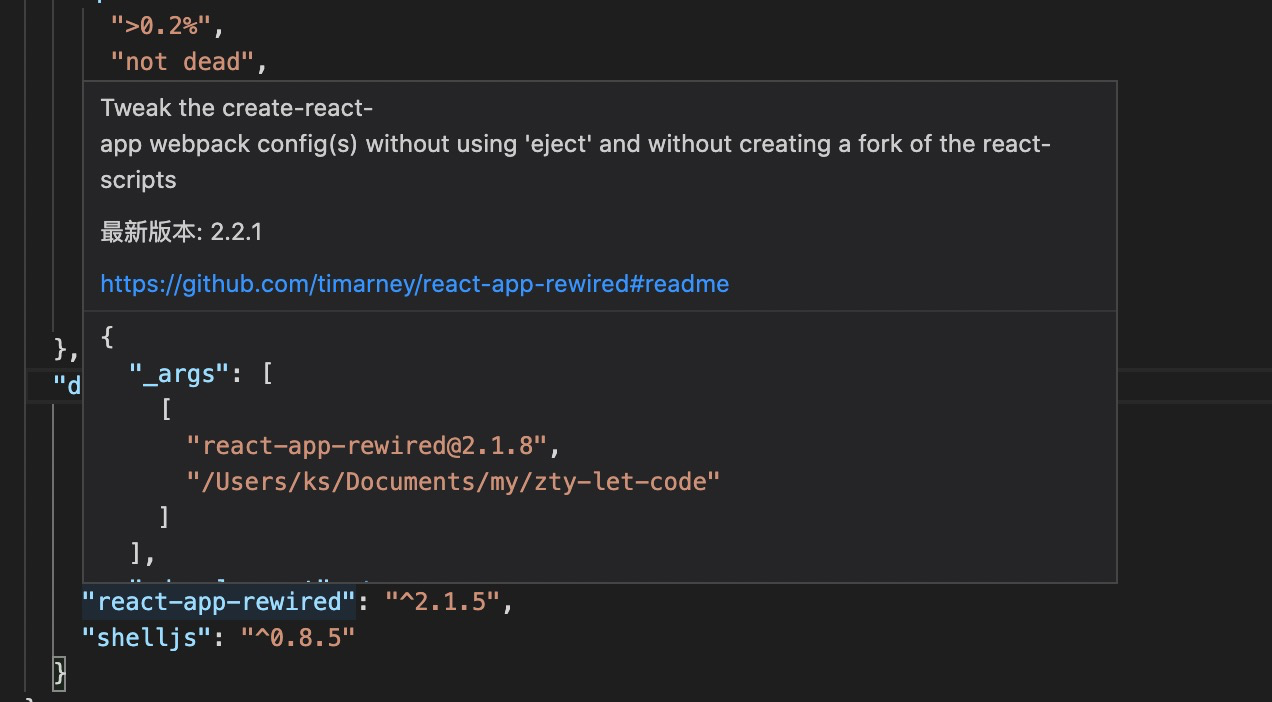 ">0.2%",
"not dead",
Tweak the create-react-
app webpack config(s) without using 'eject' and without creating a fork of the react-
scripts
最新版本: 2.2.1
https://github.com/timarney/react-app-rewired#readme
{
"_args": [
[
"react-app-rewired@2.1.8",
"/Users/ks/Documents/my/zty-let-code"
]
],
},
"d
"react-app-rewired": "^2.1.5",
"shelljs": "^0.8.5"
}